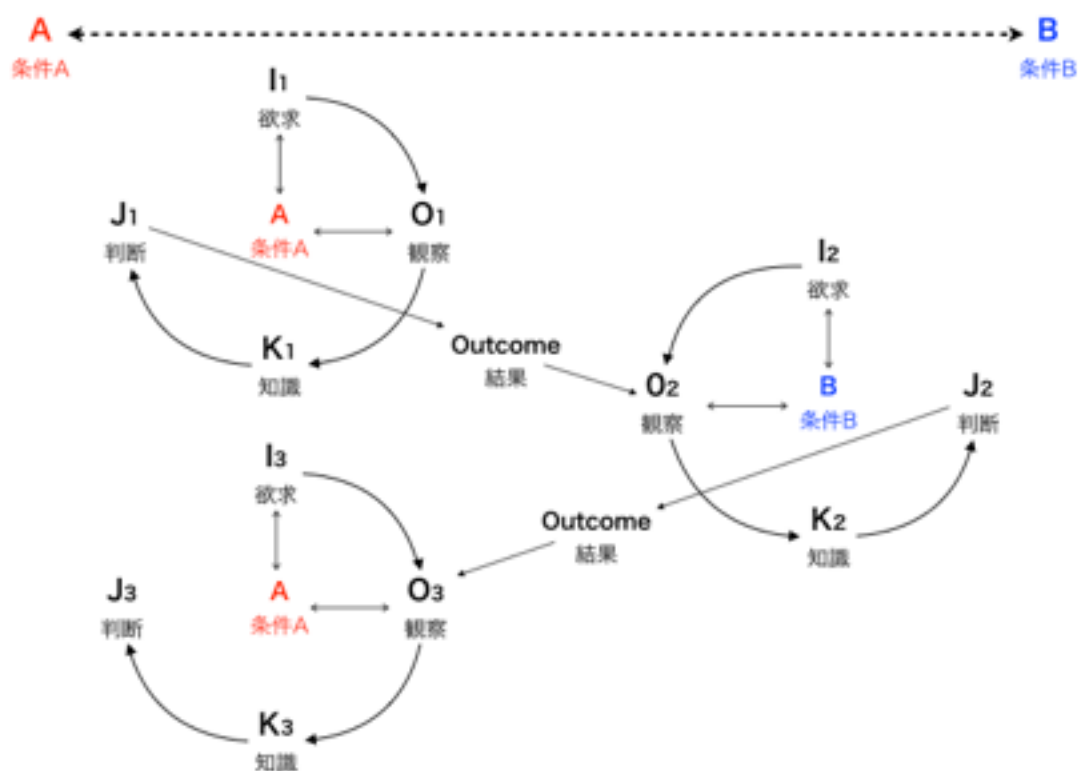 A
条件A
B
条件B
I1
欲求
J1
判断
A
条件A
O1
観察
K1
知識
Outcome
結果
I2
欲求
O2
観察
B
条件B
J2
判断
K2
知識
Outcome
結果
I3
欲求
J3
判断
A
条件A
O3
観察
K3
知識